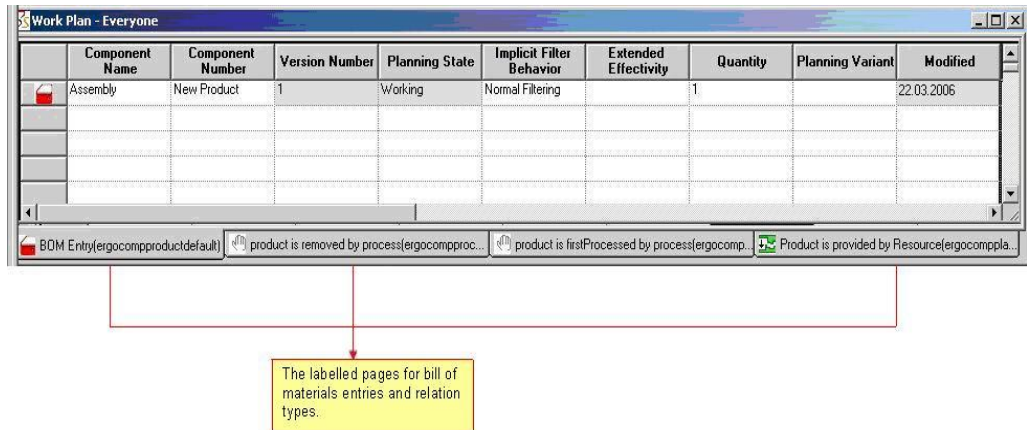 Work Plan - Everyone
Component Name Component Number Version Number Planning State Implicit Filter Behavior Extended Effectivity Quantity Planning Variant Modified
Assembly New Product 1 Working Normal Filtering 1 22.03.2006
BOM Entry(ergocompproductdefault) product is removed by process(ergocompproc... product is firstProcessed by process(ergocomp... Product is provided by Resource(ergocomppla...
The labelled pages for bill of
materials entries and relation
types.